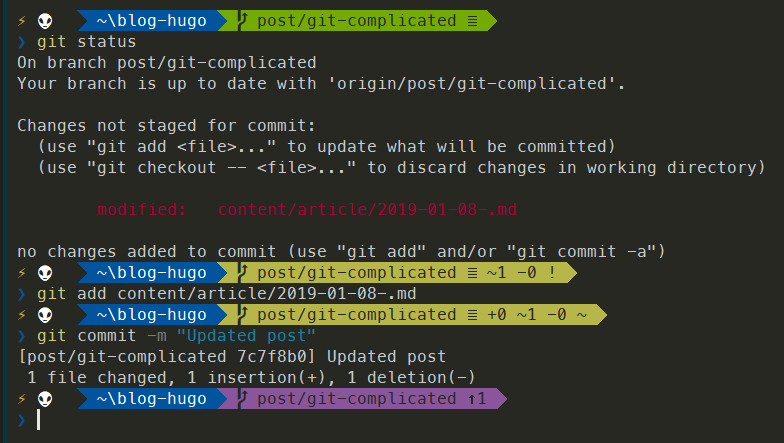 ⚡ 👽 ~\blog-hugo post/git-complicated ≣
❯ git status
On branch post/git-complicated
Your branch is up to date with 'origin/post/git-complicated'.
Changes not staged for commit:
(use "git add <file>..." to update what will be committed)
(use "git checkout -- <file>..." to discard changes in working directory)
modified: content/article/2019-01-08-.md
no changes added to commit (use "git add" and/or "git commit -a")
⚡ 👽 ~\blog-hugo post/git-complicated ≣ ~1 -0 !
❯ git add content/article/2019-01-08-.md
⚡ 👽 ~\blog-hugo post/git-complicated ≣ +0 ~1 -0 ~
❯ git commit -m "Updated post"
[post/git-complicated 7c7f8b0] Updated post
1 file changed, 1 insertion(+), 1 deletion(-)
⚡ 👽 ~\blog-hugo post/git-complicated ↑1
❯